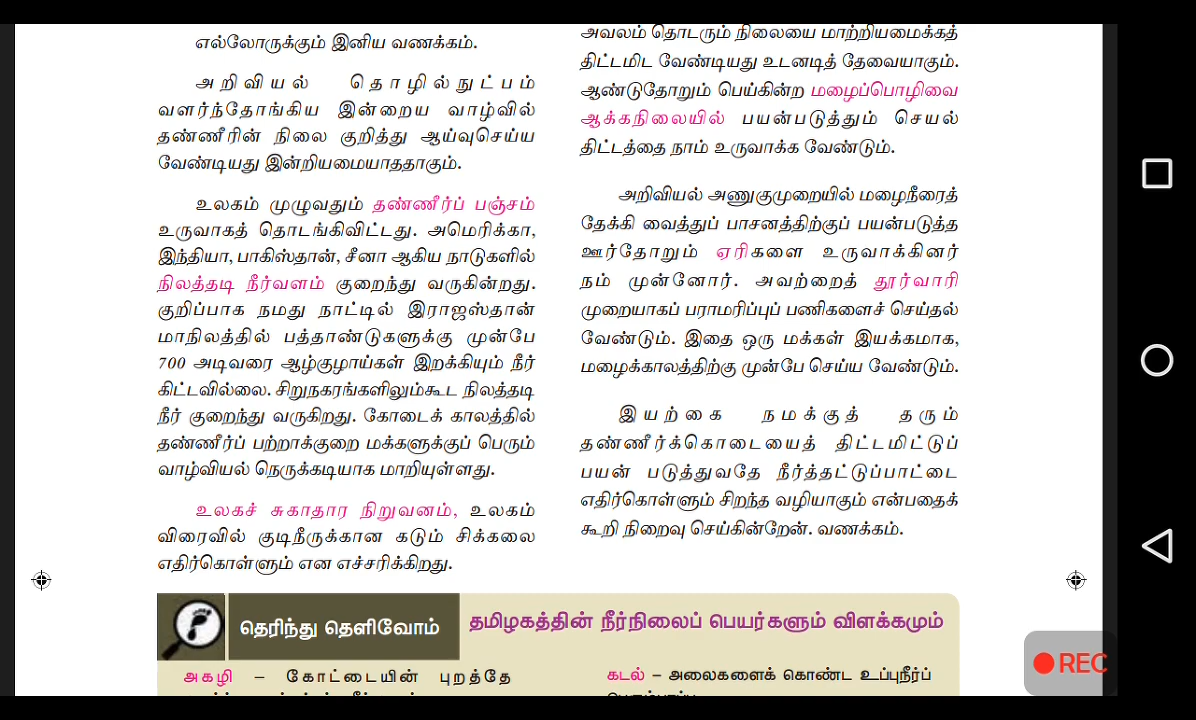 எல்லோருக்கும் இனிய வணக்கம்.
அறிவியல் தொழில்நுட்பம்
வளர்ந்தோங்கிய இன்றைய வாழ்வில்
தண்ணீரின் நிலை குறித்து ஆய்வுசெய்ய
வேண்டியது இன்றியமையாததாகும்.
உலகம் முழுவதும் தண்ணீர்ப் பஞ்சம்
உருவாகத் தொடங்கிவிட்டது. அமெரிக்கா,
இந்தியா, பாகிஸ்தான், சீனா ஆகிய நாடுகளில்
நிலத்தடி நீர்வளம் குறைந்து வருகின்றது.
குறிப்பாக நமது நாட்டில் இராஜஸ்தான்
மாநிலத்தில் பத்தாண்டுகளுக்கு முன்பே
700 அடிவரை ஆழ்குழாய்கள் இறக்கியும் நீர்
கிட்டவில்லை. சிறுநகரங்களிலும்கூட நிலத்தடி
நீர் குறைந்து வருகிறது. கோடைக் காலத்தில்
தண்ணீர்ப் பற்றாக்குறை மக்களுக்குப் பெரும்
வாழ்வியல் நெருக்கடியாக மாறியுள்ளது.
உலகச் சுகாதார நிறுவனம், உலகம்
விரைவில் குடிநீருக்கான கடும் சிக்கலை
எதிர்கொள்ளும் என எச்சரிக்கிறது.
அவலம் தொடரும் நிலையை மாற்றியமைக்கத்
திட்டமிட வேண்டியது உடனடித் தேவையாகும்.
ஆண்டுதோறும் பெய்கின்ற மழைப்பொழிவை
ஆக்கநிலையில் பயன்படுத்தும் செயல்
திட்டத்தை நாம் உருவாக்க வேண்டும்.
அறிவியல் அணுகுமுறையில் மழைநீரைத்
தேக்கி வைத்துப் பாசனத்திற்குப் பயன்படுத்த
ஊர்தோறும் ஏரிகளை உருவாக்கினர்
நம் முன்னோர். அவற்றைத் தூர்வாரி
முறையாகப் பராமரிப்புப் பணிகளைச் செய்தல்
வேண்டும். இதை ஒரு மக்கள் இயக்கமாக,
மழைக்காலத்திற்கு முன்பே செய்ய வேண்டும்.
இயற்கை நமக்குத் தரும்
தண்ணீர்க்கொடையைத் திட்டமிட்டுப்
பயன் படுத்துவதே நீர்த்தட்டுப்பாட்டை
எதிர்கொள்ளும் சிறந்த வழியாகும் என்பதைக்
கூறி நிறைவு செய்கின்றேன். வணக்கம்.
தெரிந்து தெளிவோம்
தமிழகத்தின் நீர்நிலைப் பெயர்களும் விளக்கமும்
அகழி – கோட்டையின் புறத்தே
கடல் – அலைகளைக் கொண்ட உப்புநீர்ப்
REC